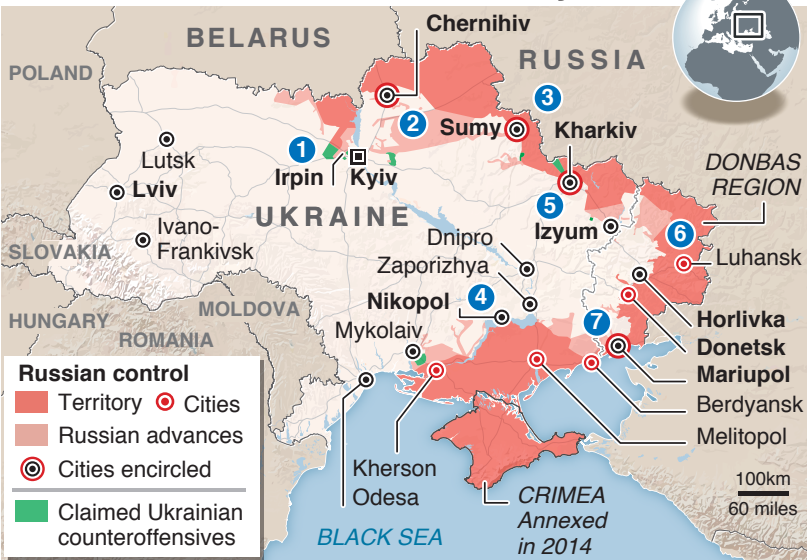 Chernihiv
BELARUS
RUSSIA
POLAND
3
2
Sumy
Kharkiv
1
Lutsk
Irpin
Kyiv
DONBAS
REGION
Lviv
UKRAINE
5
Ivano-
Frankivsk
Izyum
6
Dnipro
SLOVAKIA
Luhansk
Zaporizhya
MOLDOVA
Nikopol
4
HUNGARY
7
Horlivka
ROMANIA
Mykolaiv
Donetsk
Mariupol
Russian control
Territory
Cities
Berdyansk
Russian advances
Melitopol
Cities encircled
Kherson
Odesa
100km
60 miles
CRIMEA
Annexed
in 2014
Claimed Ukrainian
counteroffensives
BLACK SEA